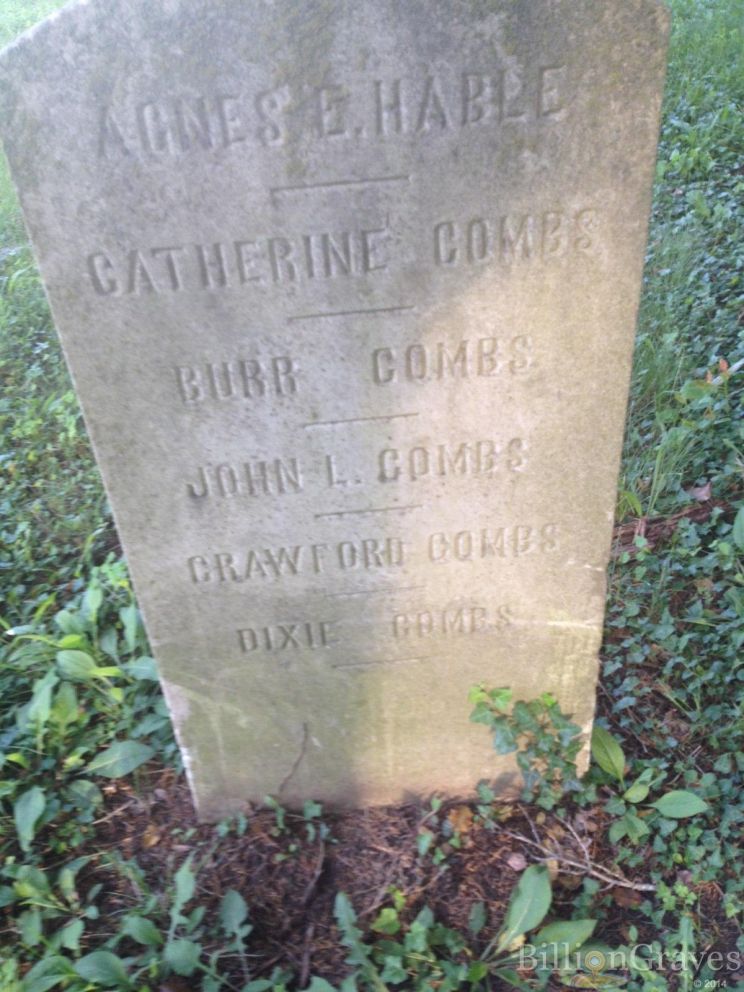 AGNES E. HABLE
CATHERINE COMBS
BURR COMBS
JOHN L. COMBS
CRAWFORD COMBS
DIXIE COMBS
BillionGraves
© 2014